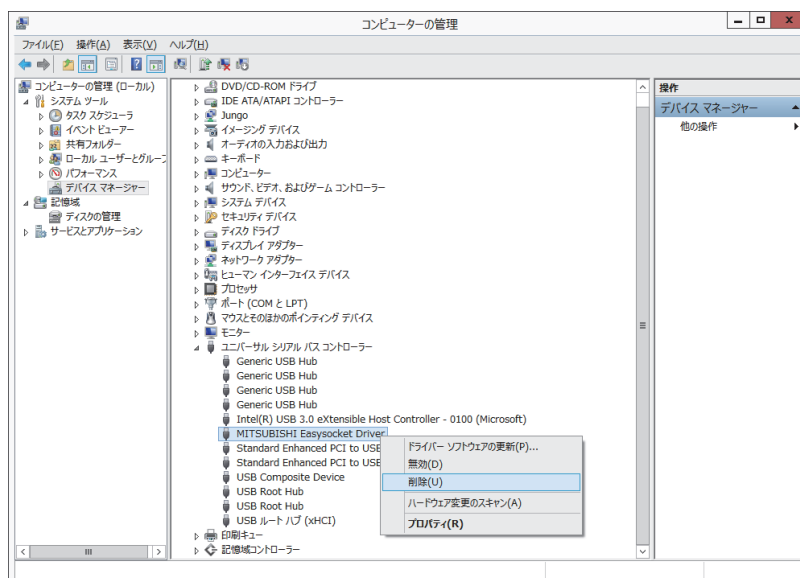 コンピューターの管理
ファイル(F) 操作(A) 表示(V) ヘルプ(H)
コンピューターの管理 (ローカル)
システム ツール
タスク スケジューラ
イベント ビューアー
共有フォルダー
ローカル ユーザーとグルーフ
パフォーマンス
デバイス マネージャー
記憶域
ディスクの管理
サービスとアプリケーション
DVD/CD-ROM ドライブ
IDE ATA/ATAPI コントローラー
Jungo
イメージング デバイス
オーディオの入力および出力
キーボード
コンピューター
サウンド、ビデオ、およびゲーム コントローラー
システム デバイス
セキュリティ デバイス
ディスク ドライブ
ディスプレイ アダプター
ネットワーク アダプター
ヒューマン インターフェイス デバイス
プロセッサ
ポート (COM と LPT)
マウスとそのほかのポインティング デバイス
モニター
ユニバーサル シリアル バス コントローラー
Generic USB Hub
Generic USB Hub
Generic USB Hub
Generic USB Hub
Intel(R) USB 3.0 eXtensible Host Controller - 0100 (Microsoft)
MITSUBISHI Easysocket Driver
Standard Enhanced PCI to USE
Standard Enhanced PCI to USE
USB Composite Device
USB Root Hub
USB Root Hub
USB ルート ハブ (xHCI)
印刷キュー
記憶域コントローラー
ドライバー ソフトウェアの更新(P)...
無効(D)
削除(U)
ハードウェア変更のスキャン(A)
プロパティ(R)
操作
デバイス マネージャー
他の操作